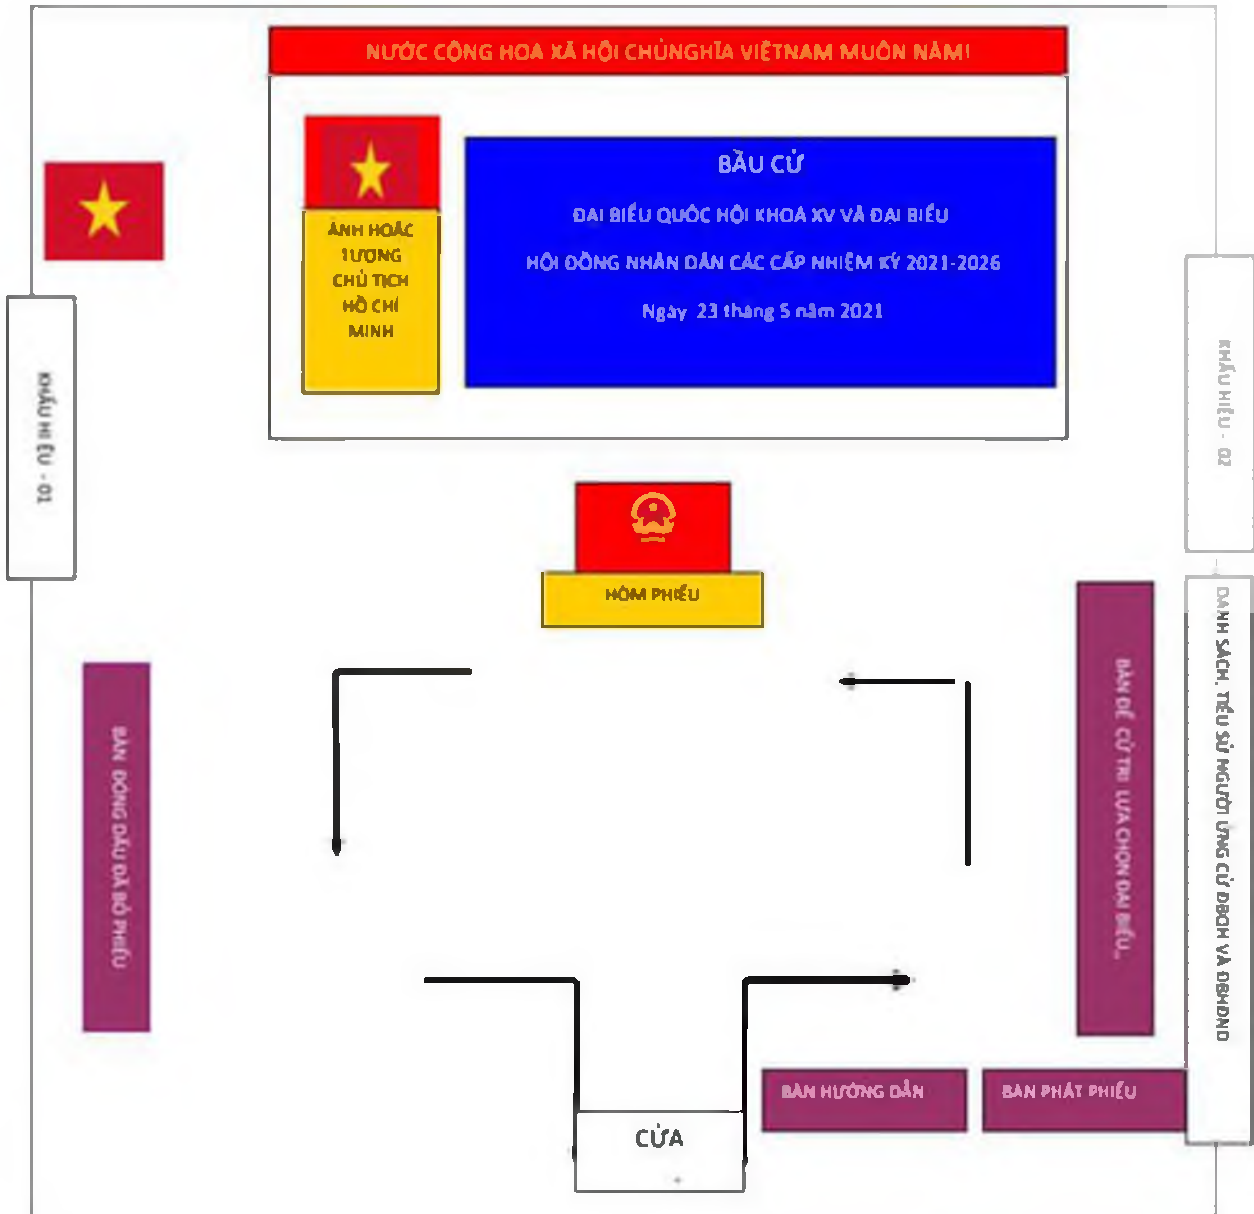 NƯỚC CỘNG HOA XÃ HỘI CHỦNGHĨA VIỆTNAM MUÔN NĂM!
BẦU CỬ
ĐẠI BIỂU QUỐC HỘI KHOA XV VÀ ĐẠI BIỂU
HỘI ĐỒNG NHÂN DÂN CÁC CẤP NHIỆM KỲ 2021-2026
Ngày 23 tháng 5 năm 2021
ẢNH HOẶC
TƯỢNG
CHỦ TỊCH
HỒ CHÍ
MINH
KHẨU HIỆU - 01
KHẨU HIỆU - 02
HÒM PHIẾU
BÀN ĐÓNG DẤU ĐÃ BỎ PHIẾU
BÀN ĐỂ CỬ TRI LỰA CHỌN ĐẠI BIỂU..
DANH SÁCH, TIỂU SỬ NGƯỜI ỨNG CỬ ĐBQH VÀ ĐBHĐND
BÀN HƯỚNG DẪN
BÀN PHÁT PHIẾU
CỬA